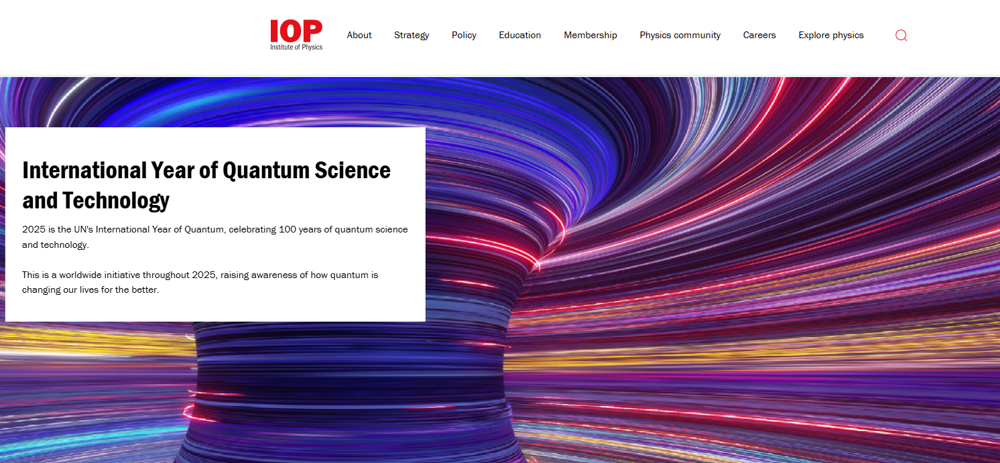 IOP
Institute of Physics
About Strategy Policy Education Membership Physics community Careers Explore physics
International Year of Quantum Science
and Technology
2025 is the UN's International Year of Quantum, celebrating 100 years of quantum science
and technology.
This is a worldwide initiative throughout 2025, raising awareness of how quantum is
changing our lives for the better.